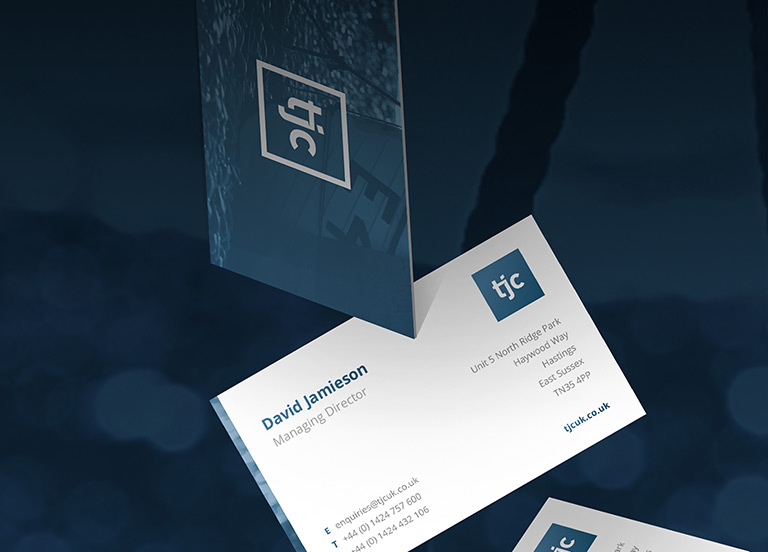 tjc
tjc
Unit 5 North Ridge Park
Haywood Way
Hastings
East Sussex
TN35 4PP
tjcuk.co.uk
David Jamieson
Managing Director
E enquiries@tjcuk.co.uk
T +44 (0) 1424 757 600
+44 (0) 1424 432 106
tjc